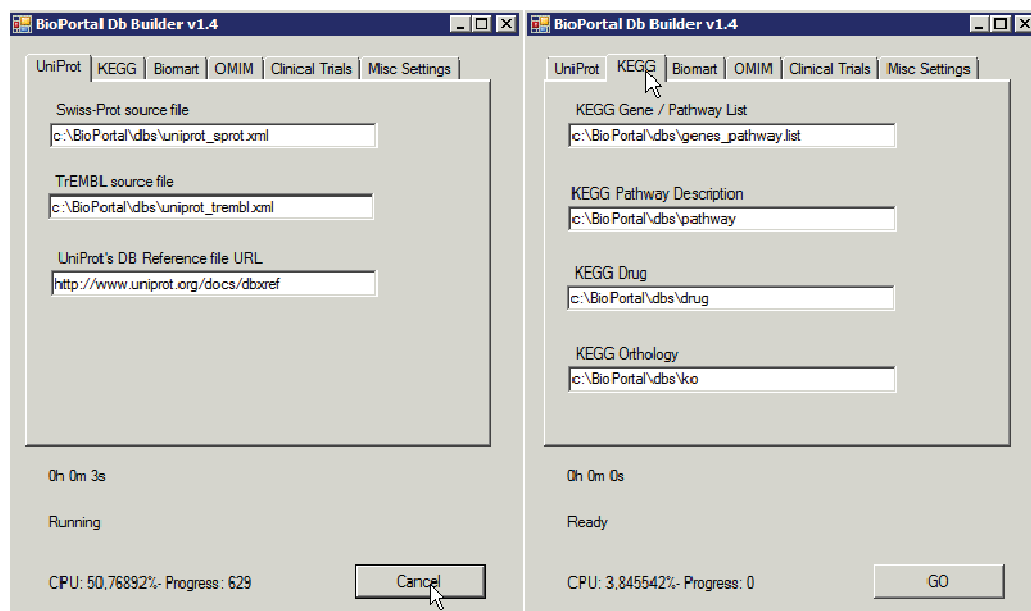 BioPortal Db Builder v1.4
UniProt KEGG Biomart OMIM Clinical Trials Misc Settings
Swiss-Prot source file
c:\BioPortal\dbs\uniprot_sprot.xml
TrEMBL source file
c:\BioPortal\dbs\uniprot_trembl.xml
UniProt's DB Reference file URL
http://www.uniprot.org/docs/dbxref
0h 0m 3s
Running
CPU: 50,76892%- Progress: 629
Cancel
BioPortal Db Builder v1.4
UniProt KEGG Biomart OMIM Clinical Trials Misc Settings
KEGG Gene / Pathway List
c:\BioPortal\dbs\genes_pathway.list
KEGG Pathway Description
c:\BioPortal\dbs\pathway
KEGG Drug
c:\BioPortal\dbs\drug
KEGG Orthology
c:\BioPortal\dbs\ko
0h 0m 0s
Ready
CPU: 3,845542%- Progress: 0
GO